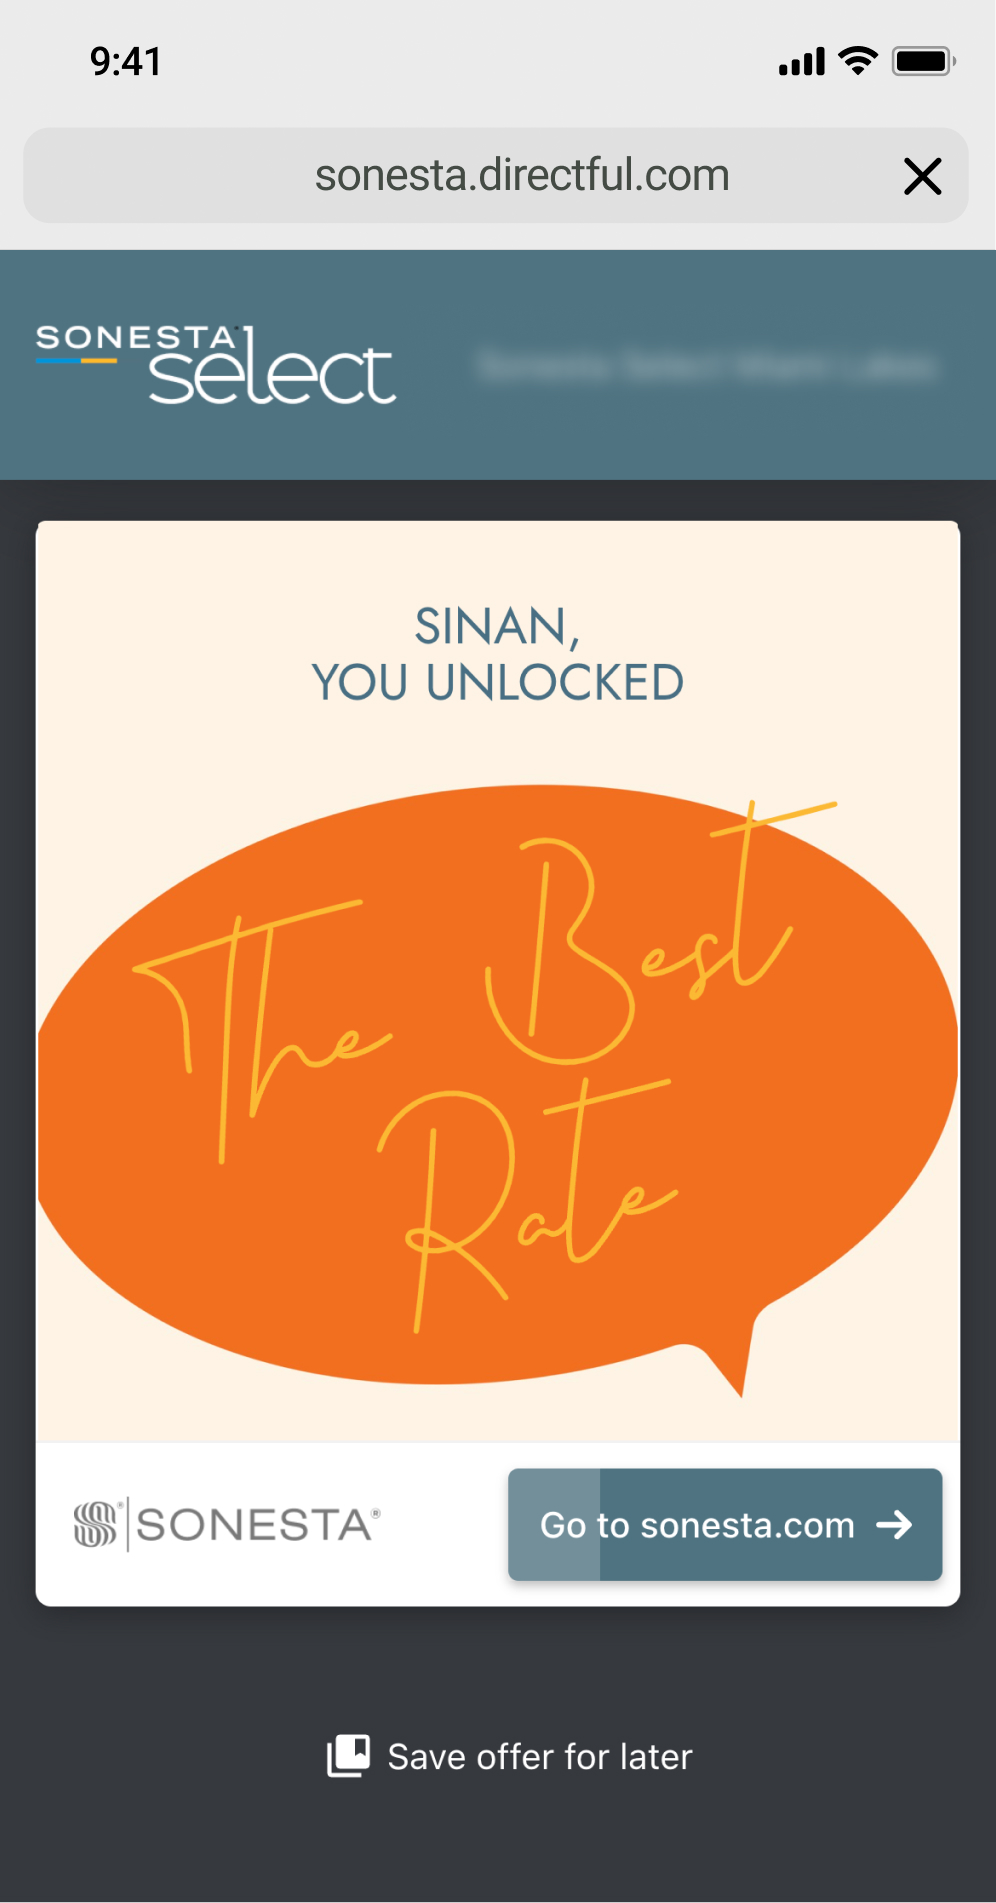 9:41
sonesta.directful.com
SONESTA
select
SINAN,
YOU UNLOCKED
The Best
Rate
SONESTA®
Go to sonesta.com
Save offer for later